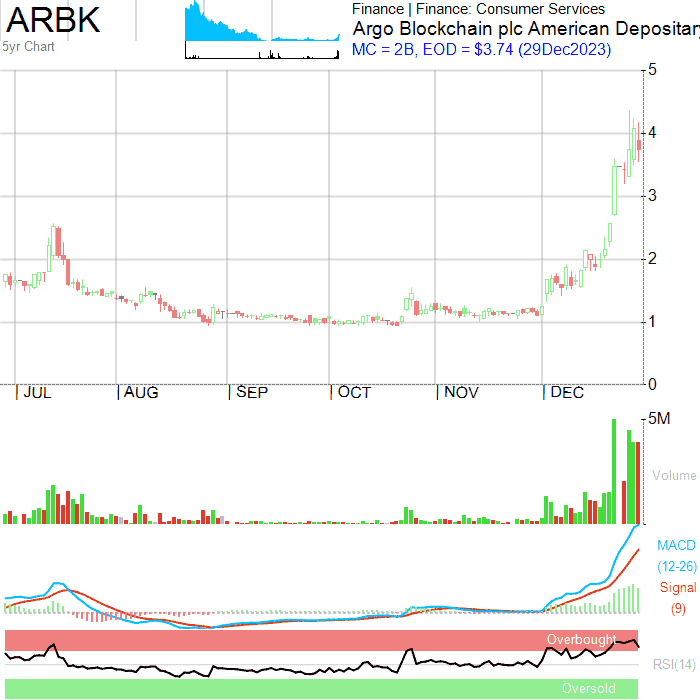 ARBK
5yr Chart
Finance | Finance: Consumer Services
Argo Blockchain plc American Depositary
MC = 2B, EOD = $3.74 (29Dec2023)
5
4
3
2
1
0
JUL AUG SEP OCT NOV DEC
5M
Volume
MACD
(12-26)
Signal
(9)
Overbought
RSI(14)
Oversold